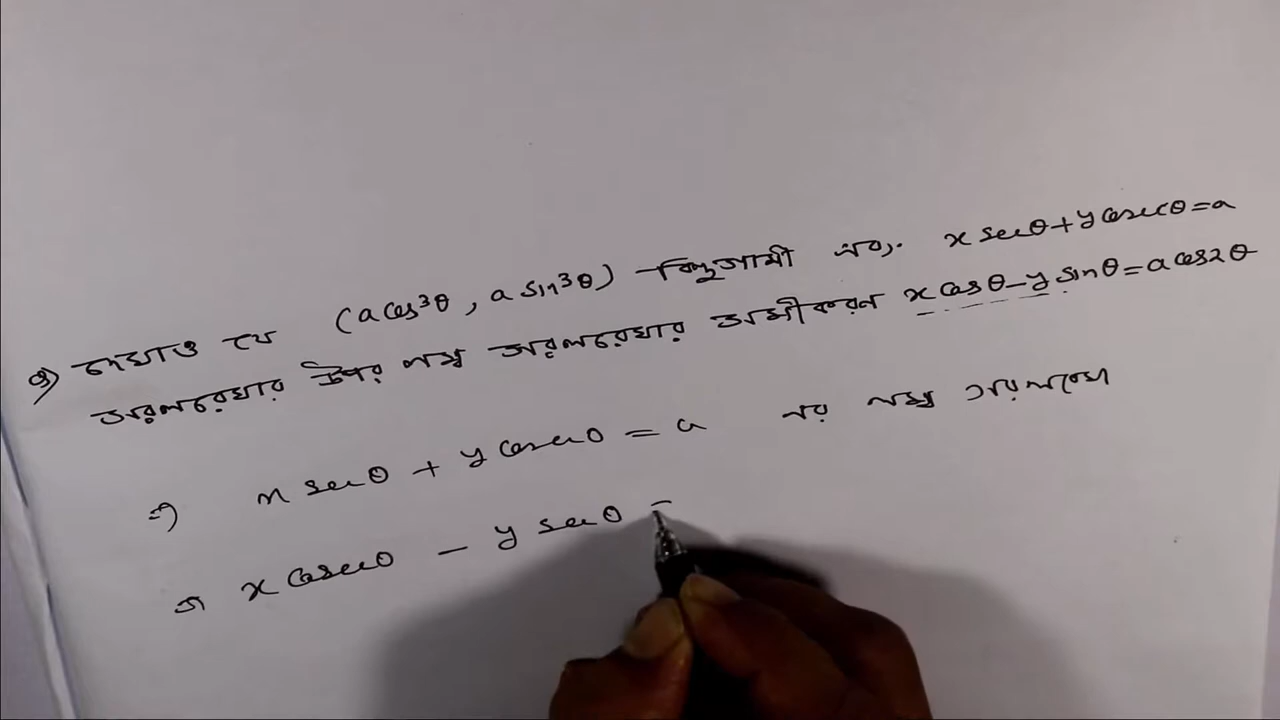 ৩) দেখাও যে (a cos³θ, a sin³θ) বিন্দুগামী এবং x secθ + y cosecθ = a
সরলরেখার উপর লম্ব সরলরেখার সমীকরণ x cosθ - y sinθ = a cos2θ
⇒) x secθ + y cosecθ = a এর লম্ব সরলরেখা
x cosecθ - y secθ =